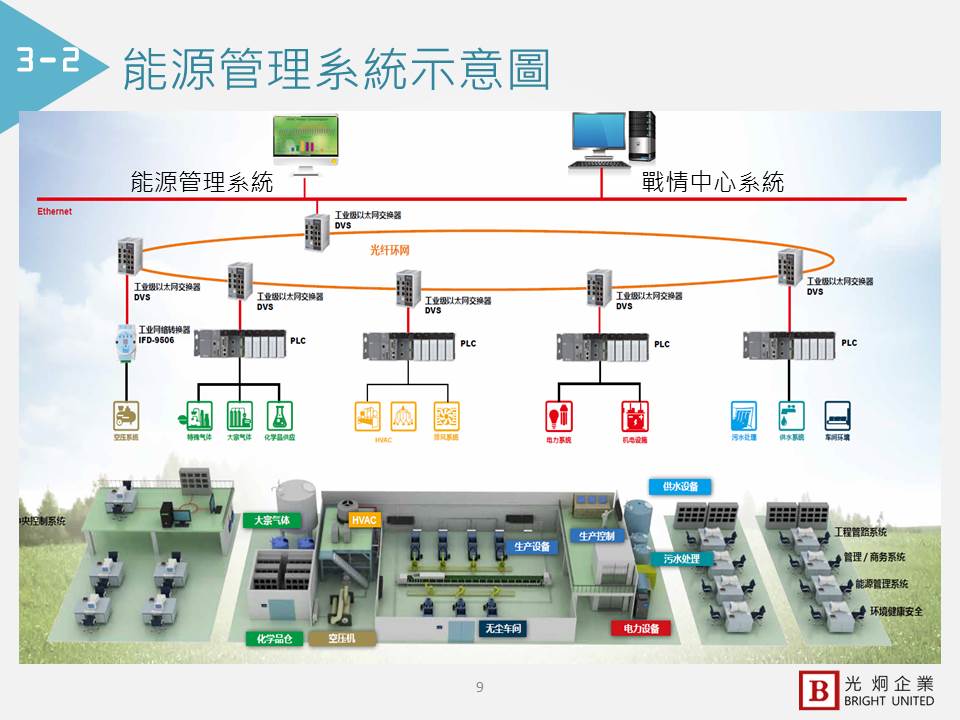 3-2
能源管理系統示意圖
能源管理系統
戰情中心系統
Ethernet
工业级以太网交换器
DVS
光纤环网
工业级以太网交换器
DVS
工业级以太网交换器
DVS
工业级以太网交换器
DVS
工业级以太网交换器
DVS
工业级以太网交换器
DVS
工业网络转换器
IFD-9506
PLC
PLC
PLC
PLC
空压系统
特殊气体
大宗气体
化学品供应
HVAC
排风系统
电力系统
机电设施
污水处理
供水系统
车间环境
供水设备
中央控制系统
大宗气体
HVAC
生产设备
生产控制
污水处理
工程管路系统
管理 / 商务系统
能源管理系统
环境健康安全
化学品仓
空压机
无尘车间
电力设备
9
B
光炯企業
BRIGHT UNITED